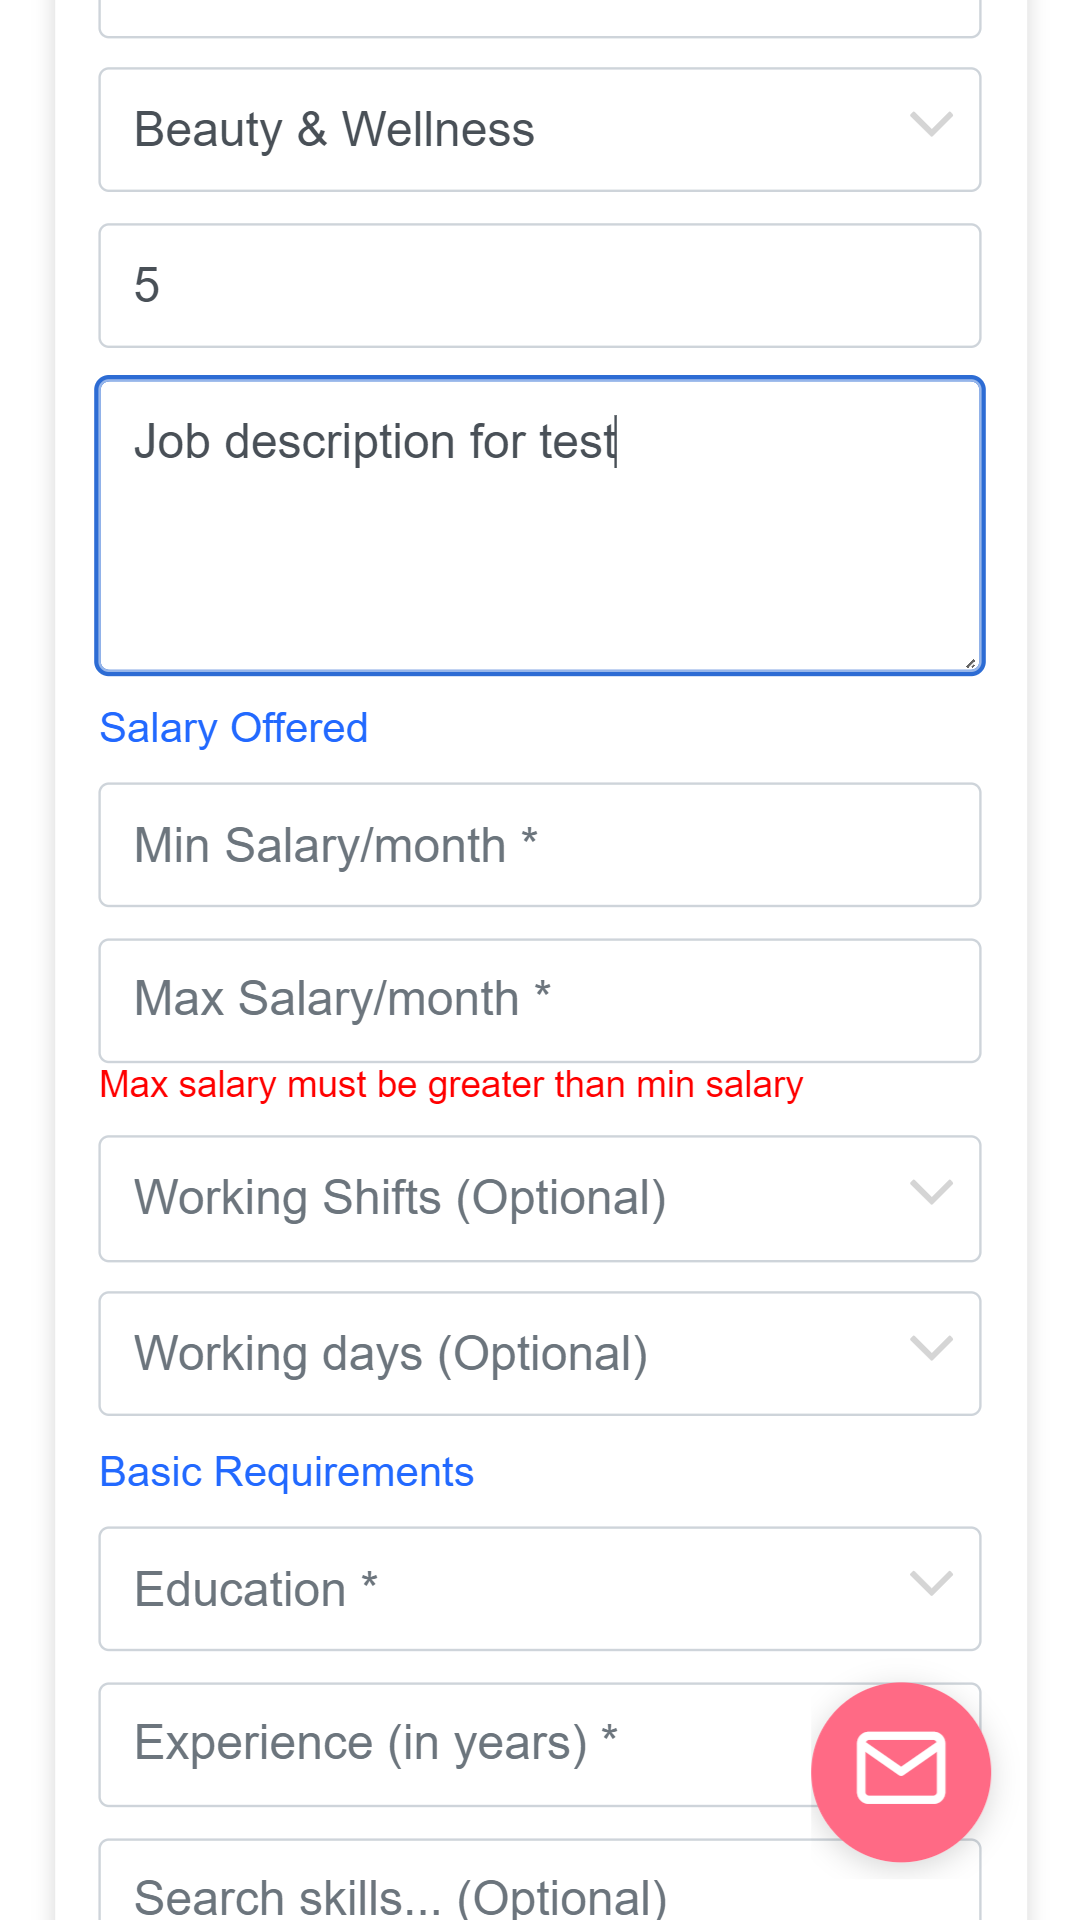 Beauty & Wellness
5
Job description for test
Salary Offered
Min Salary/month *
Max Salary/month *
Max salary must be greater than min salary
Working Shifts (Optional)
Working days (Optional)
Basic Requirements
Education *
Experience (in years) *
Search skills... (Optional)